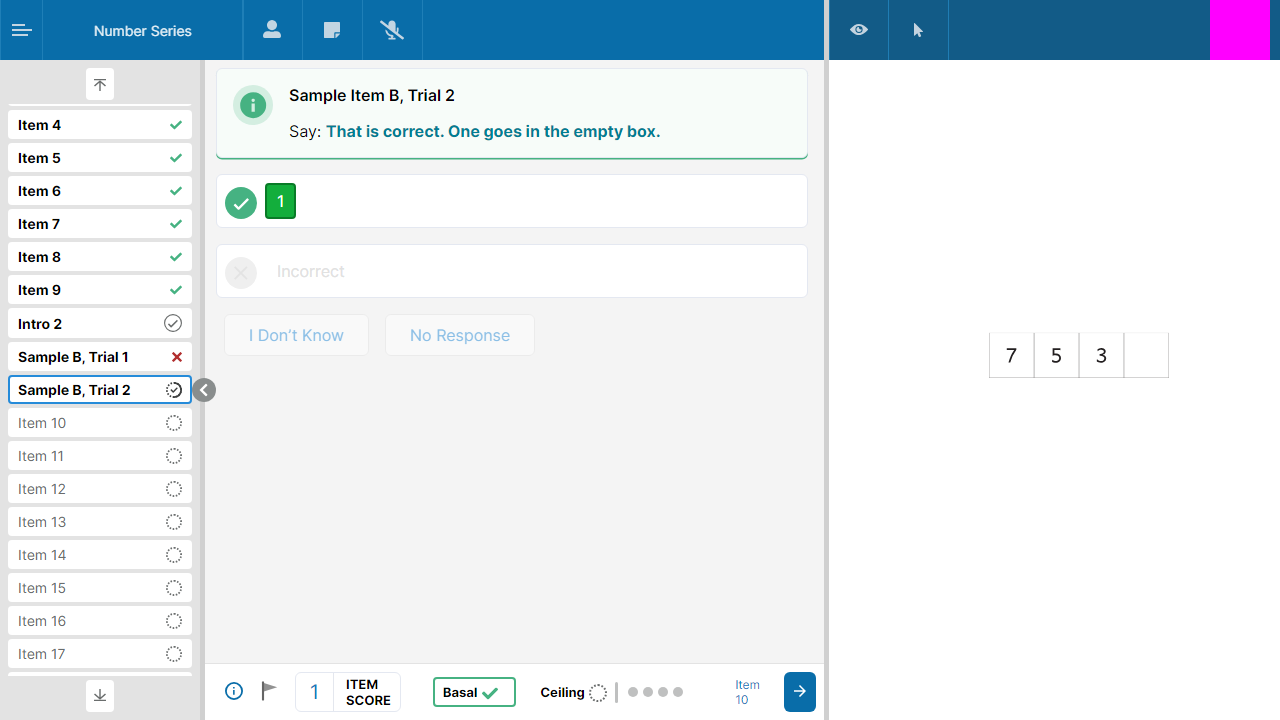 Number Series
Item 4
Item 5
Item 6
Item 7
Item 8
Item 9
Intro 2
Sample B, Trial 1
Sample B, Trial 2
Item 10
Item 11
Item 12
Item 13
Item 14
Item 15
Item 16
Item 17
Sample Item B, Trial 2
Say: That is correct. One goes in the empty box.
1
Incorrect
I Don’t Know
No Response
1
ITEM
SCORE
Basal
Ceiling
Item
10
7 5 3